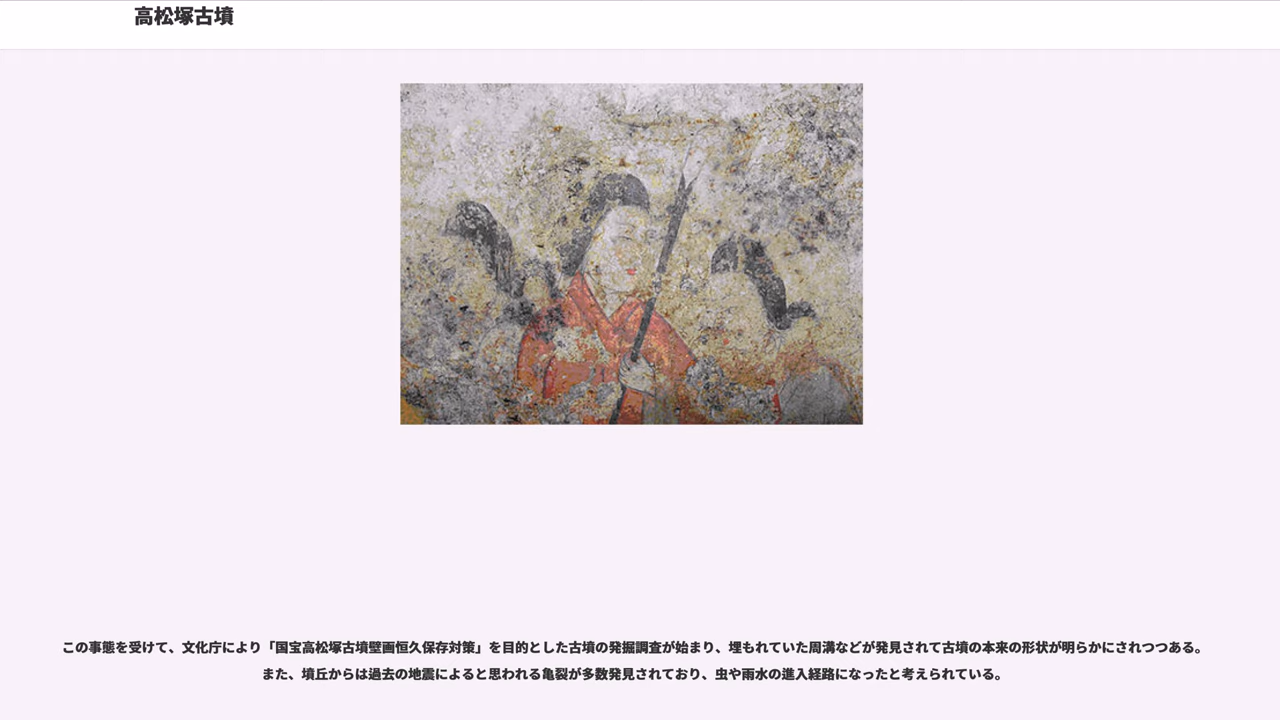 高松塚古墳
この事態を受けて、文化庁により「国宝高松塚古墳壁画恒久保存対策」を目的とした古墳の発掘調査が始まり、埋もれていた周溝などが発見されて古墳の本来の形状が明らかにされつつある。
また、墳丘からは過去の地震によると思われる亀裂が多数発見されており、虫や雨水の進入経路になったと考えられている。